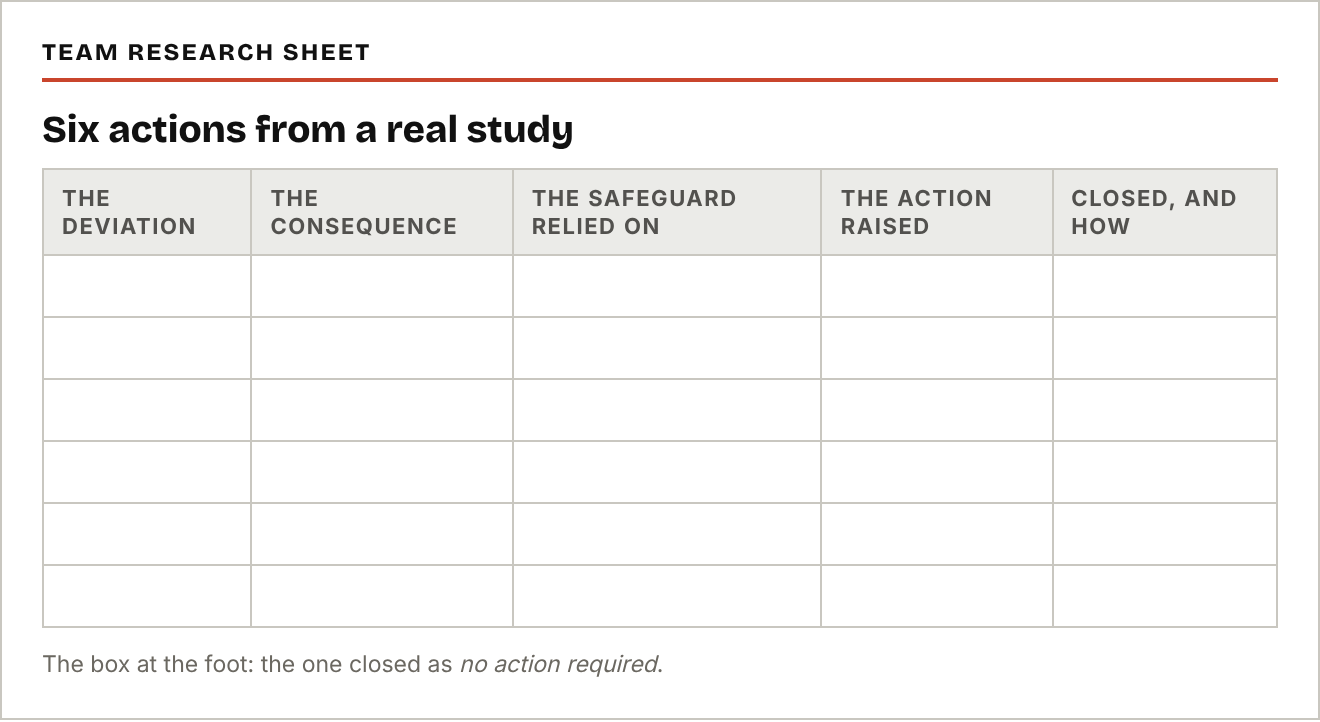 TEAM RESEARCH SHEET
Six actions from a real study
THE DEVIATION
THE CONSEQUENCE
THE SAFEGUARD RELIED ON
THE ACTION RAISED
CLOSED, AND HOW
The box at the foot: the one closed as no action required.